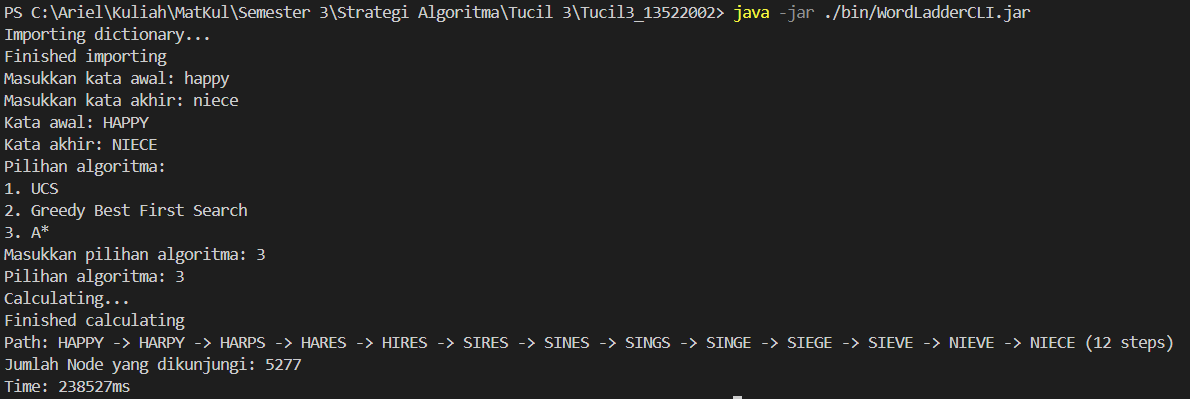 PS C:\Ariel\Kuliah\MatKul\Semester 3\Strategi Algoritma\Tucil 3\Tucil3_13522002> java -jar ./bin/WordLadderCLI.jar
Importing dictionary...
Finished importing
Masukkan kata awal: happy
Masukkan kata akhir: niece
Kata awal: HAPPY
Kata akhir: NIECE
Pilihan algoritma:
1. UCS
2. Greedy Best First Search
3. A*
Masukkan pilihan algoritma: 3
Pilihan algoritma: 3
Calculating...
Finished calculating
Path: HAPPY -> HARPY -> HARPS -> HARES -> HIRES -> SIRES -> SINES -> SINGS -> SINGE -> SIEGE -> SIEVE -> NIEVE -> NIECE (12 steps)
Jumlah Node yang dikunjungi: 5277
Time: 238527ms